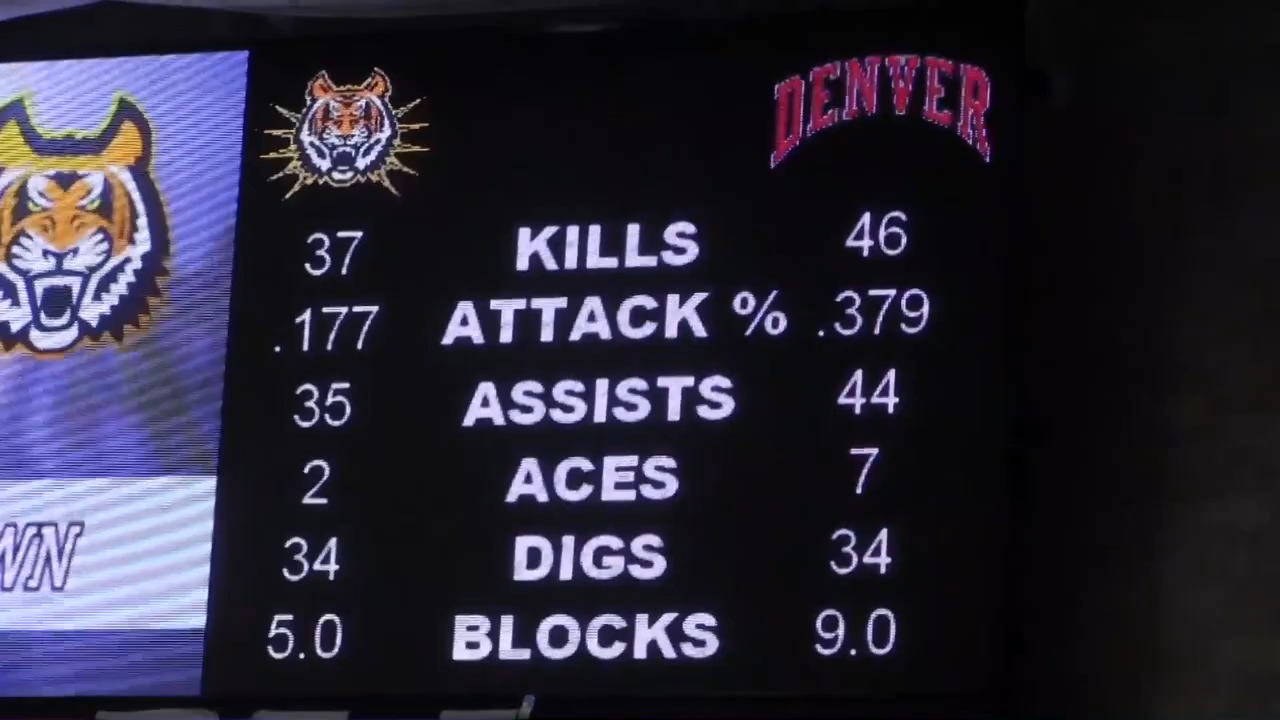 DENVER
37 KILLS 46
.177 ATTACK % .379
35 ASSISTS 44
2 ACES 7
34 DIGS 34
5.0 BLOCKS 9.0